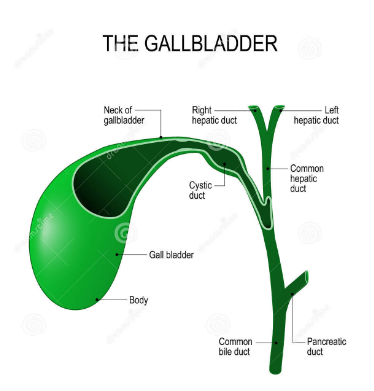 THE GALLBLADDER
Neck of
gallbladder
Right
hepatic duct
Left
hepatic duct
Common
hepatic
duct
Cystic
duct
Gall bladder
Body
Common
bile duct
Pancreatic
duct